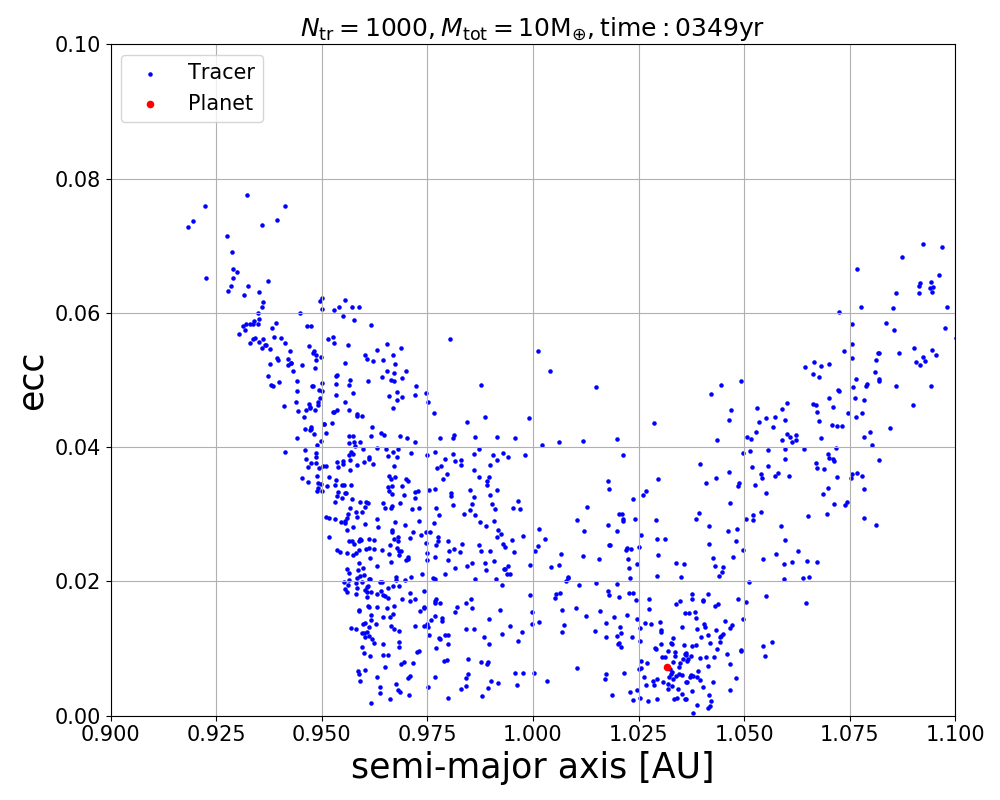 N_tr = 1000, M_tot = 10M_⊕, time : 0349yr
Tracer
Planet
0.10
0.08
0.06
0.04
0.02
0.00
ecc
0.900 0.925 0.950 0.975 1.000 1.025 1.050 1.075 1.100
semi-major axis [AU]